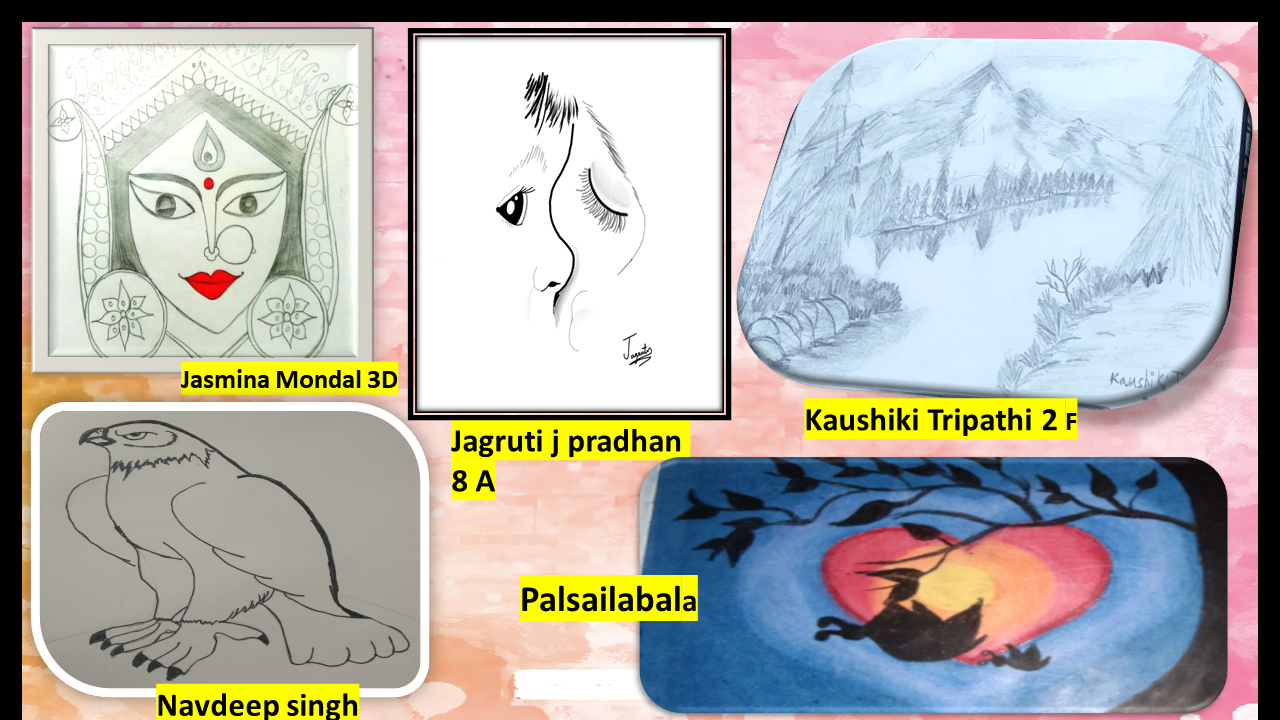 Jasmina Mondal 3D
Jagruti
Jagruti j pradhan
8 A
Kaushiki T
Kaushiki Tripathi 2 F
Navdeep singh
Palsailabala